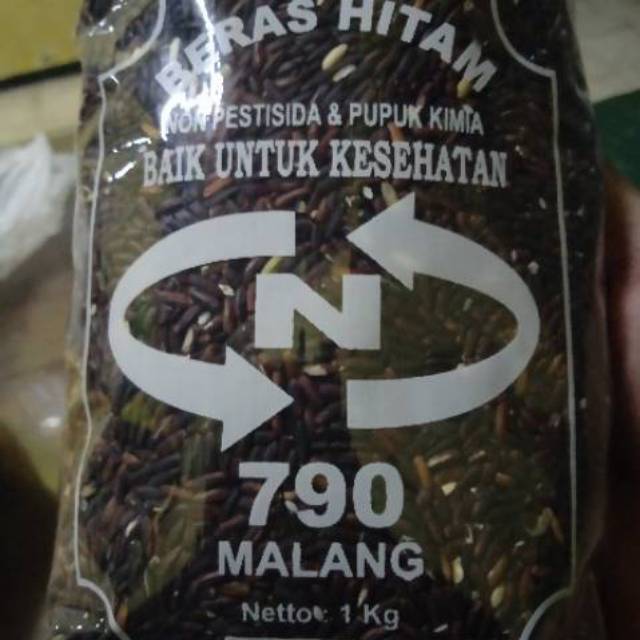 BERAS HITAM
NON PESTISIDA & PUPUK KIMIA
BAIK UNTUK KESEHATAN
N
790
MALANG
Netto : 1 Kg